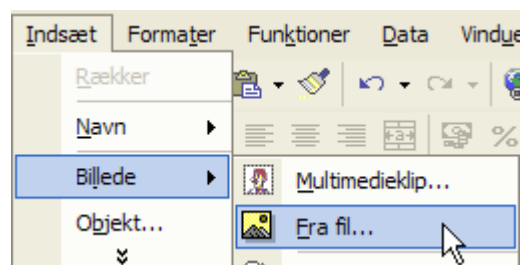 Indsæt Formater Funktioner Data Vindue
Rækker
Navn
%
Billede
Multimedieklip...
Objekt...
Fra fil...